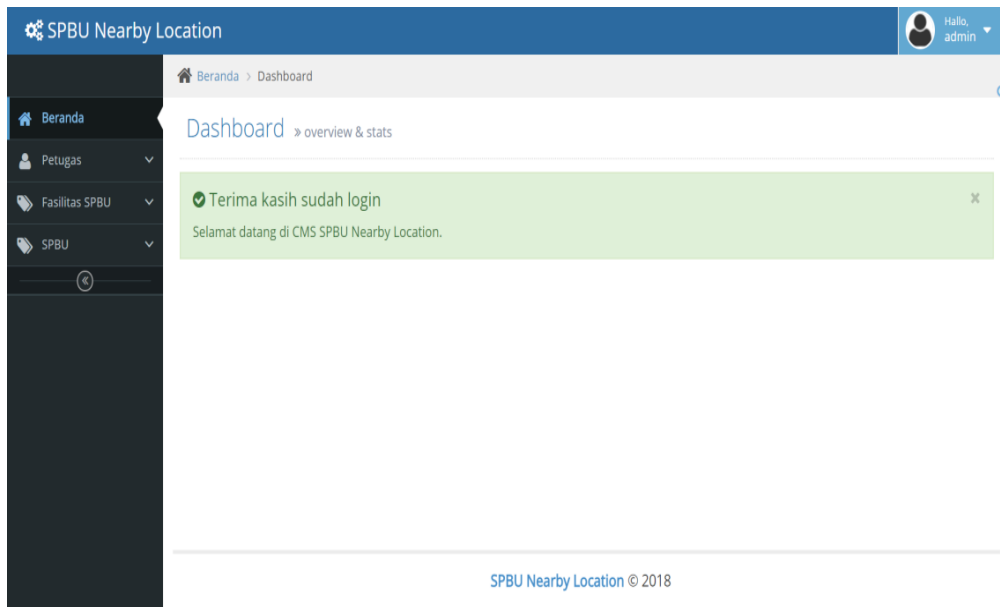 SPBU Nearby Location
Hallo,
admin
Beranda > Dashboard
Beranda
Petugas
Fasilitas SPBU
SPBU
Dashboard » overview & stats
Terima kasih sudah login
Selamat datang di CMS SPBU Nearby Location.
SPBU Nearby Location © 2018